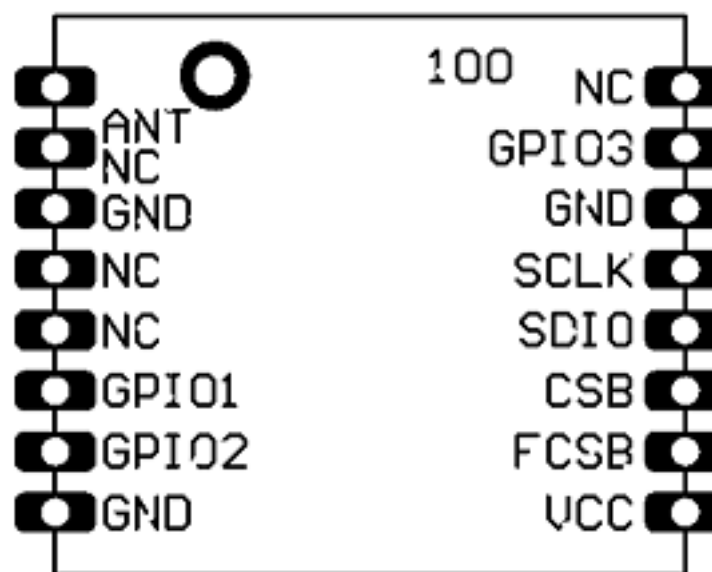 100
ANT
NC
GND
NC
NC
GPIO1
GPIO2
GND
NC
GPIO3
GND
SCLK
SDIO
CSB
FCSB
VCC